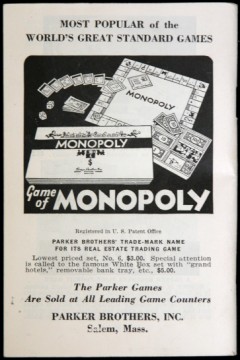 MOST POPULAR of the
WORLD'S GREAT STANDARD GAMES
MONOPOLY
MONOPOLY
Game of MONOPOLY
Registered in U. S. Patent Office
PARKER BROTHERS' TRADE-MARK NAME
FOR ITS REAL ESTATE TRADING GAME
Lowest priced set, No. 6, $3.00. Special attention
is called to the famous White Box set with "grand
hotels," removable bank tray, etc., $5.00.
The Parker Games
Are Sold at All Leading Game Counters
PARKER BROTHERS, INC.
Salem, Mass.